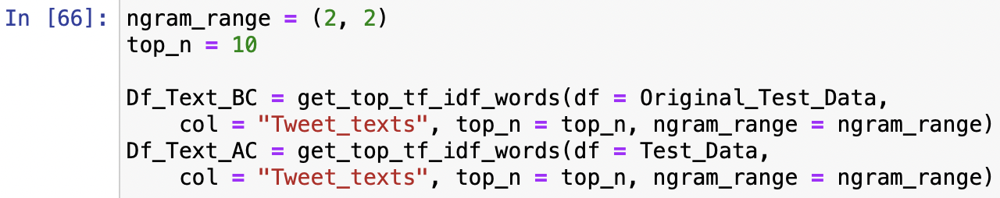 In [66]: ngram_range = (2, 2)
top_n = 10
Df_Text_BC = get_top_tf_idf_words(df = Original_Test_Data,
col = "Tweet_texts", top_n = top_n, ngram_range = ngram_range)
Df_Text_AC = get_top_tf_idf_words(df = Test_Data,
col = "Tweet_texts", top_n = top_n, ngram_range = ngram_range)